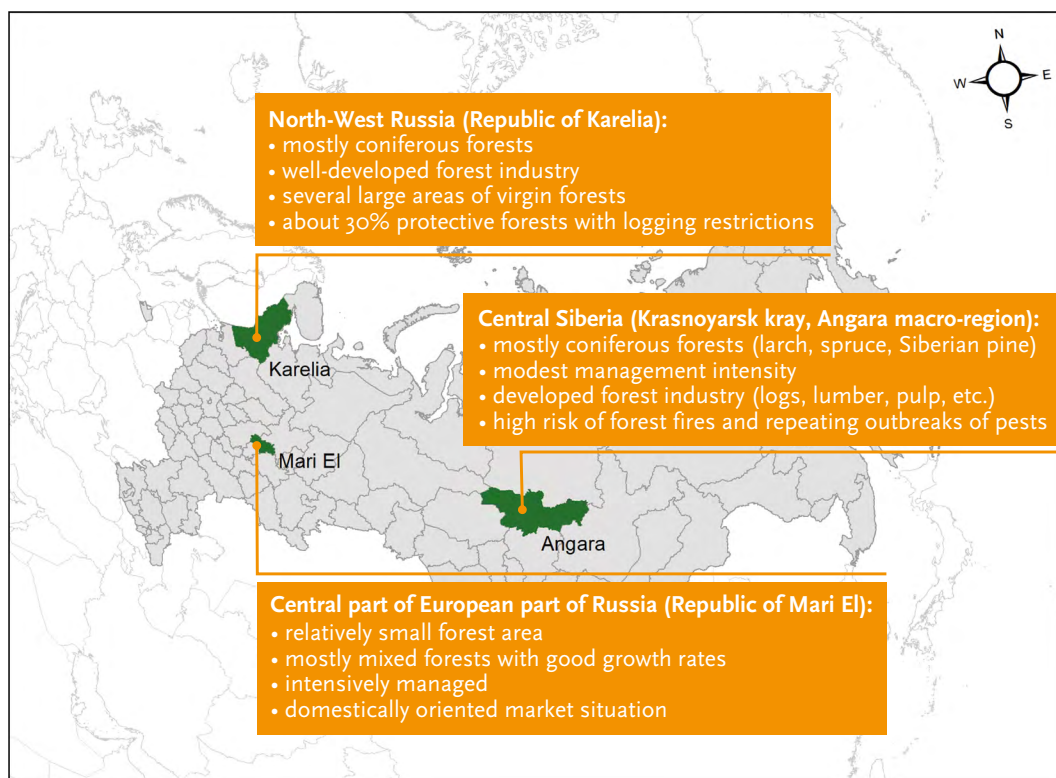 N
W
E
S
North-West Russia (Republic of Karelia):
• mostly coniferous forests
• well-developed forest industry
• several large areas of virgin forests
• about 30% protective forests with logging restrictions
Central Siberia (Krasnoyarsk kray, Angara macro-region):
• mostly coniferous forests (larch, spruce, Siberian pine)
• modest management intensity
• developed forest industry (logs, lumber, pulp, etc.)
• high risk of forest fires and repeating outbreaks of pests
Karelia
Mari El
Angara
Central part of European part of Russia (Republic of Mari El):
• relatively small forest area
• mostly mixed forests with good growth rates
• intensively managed
• domestically oriented market situation